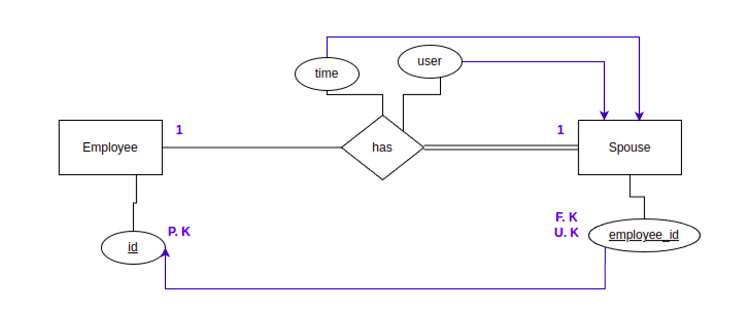 time
user
Employee
1
has
1
Spouse
id
P. K
F. K
U. K
employee_id